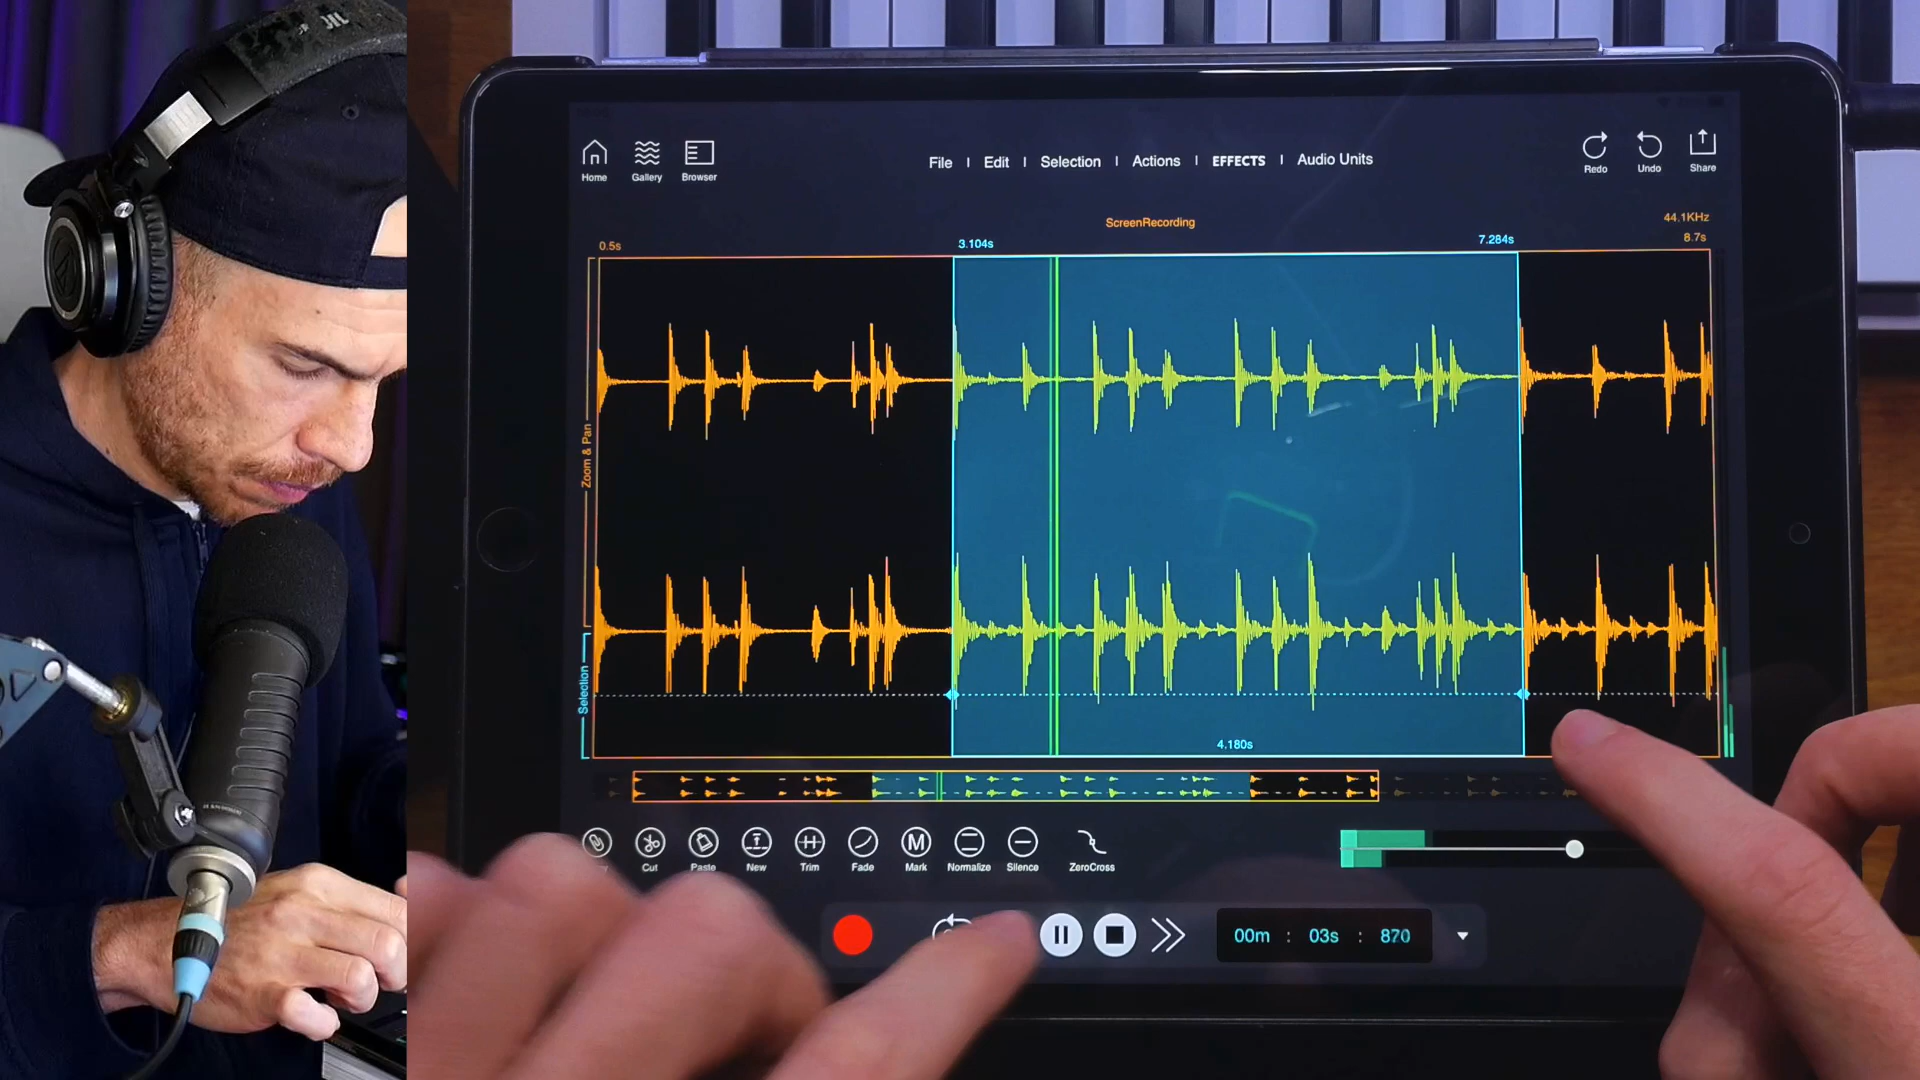 Home
Gallery
Browser
File | Edit | Selection | Actions | EFFECTS | Audio Units
Redo
Undo
Share
ScreenRecording
44.1KHz
0.5s
3.104s
7.284s
8.7s
Zoom & Pan
Selection
4.180s
Cut
Paste
New
Trim
Fade
M
Mark
Normalize
Silence
ZeroCross
00m : 03s : 870